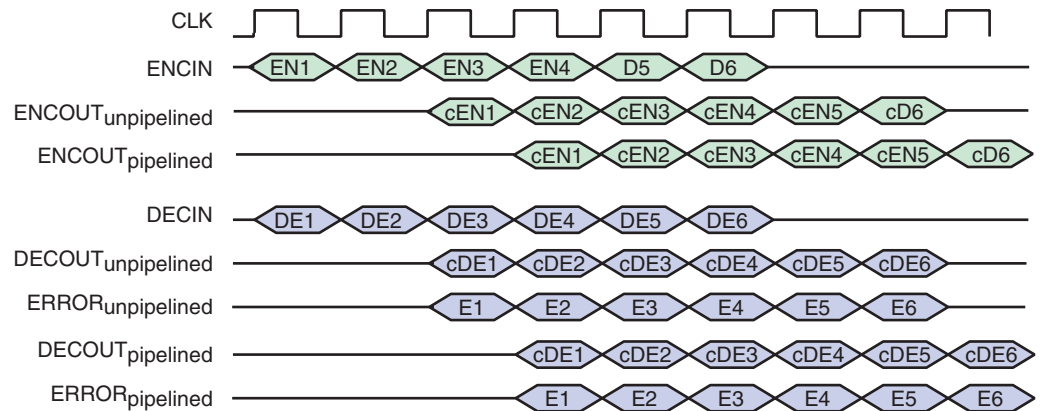 CLK
ENCIN EN1 EN2 EN3 EN4 D5 D6
ENCOUTunpipelined cEN1 cEN2 cEN3 cEN4 cEN5 cD6
ENCOUTpipelined cEN1 cEN2 cEN3 cEN4 cEN5 cD6
DECIN DE1 DE2 DE3 DE4 DE5 DE6
DECOUTunpipelined cDE1 cDE2 cDE3 cDE4 cDE5 cDE6
ERRORunpipelined E1 E2 E3 E4 E5 E6
DECOUTpipelined cDE1 cDE2 cDE3 cDE4 cDE5 cDE6
ERRORpipelined E1 E2 E3 E4 E5 E6